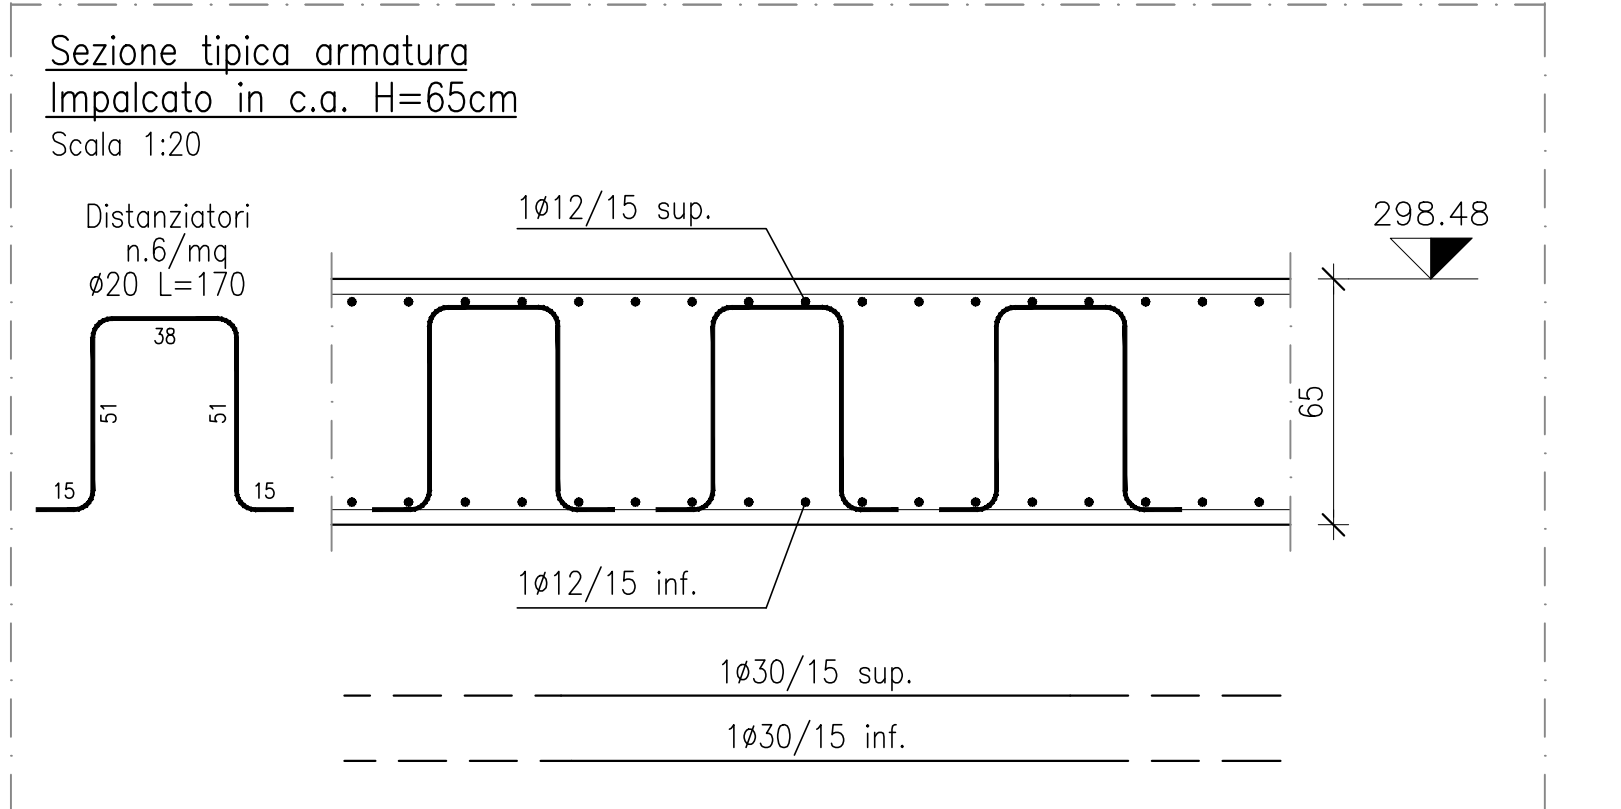 Sezione tipica armatura
Impalcato in c.a. H=65cm
Scala 1:20
Distanziatori
n.6/mq
ø20 L=170
38
51
51
15
15
1ø12/15 sup.
298.48
65
1ø12/15 inf.
1ø30/15 sup.
1ø30/15 inf.